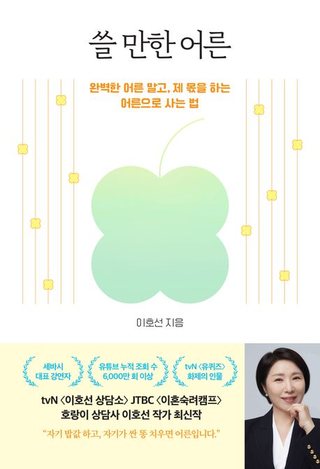 쓸 만한 어른
완벽한 어른 말고, 제 몫을 하는
어른으로 사는 법
이호선 지음
세바시
대표 강연자
유튜브 누적 조회 수
6,000만 회 이상
tvN 〈유퀴즈〉
화제의 인물
tvN 〈이호선 상담소〉 JTBC 〈이혼숙려캠프〉
호랑이 상담사 이호선 작가 최신작
“자기 밥값 하고, 자기가 싼 똥 치우면 어른입니다.”